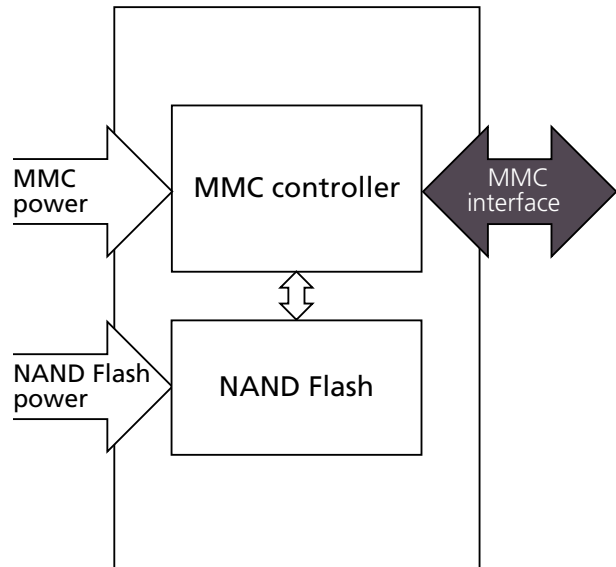 MMC
power
MMC controller
MMC
interface
NAND Flash
power
NAND Flash